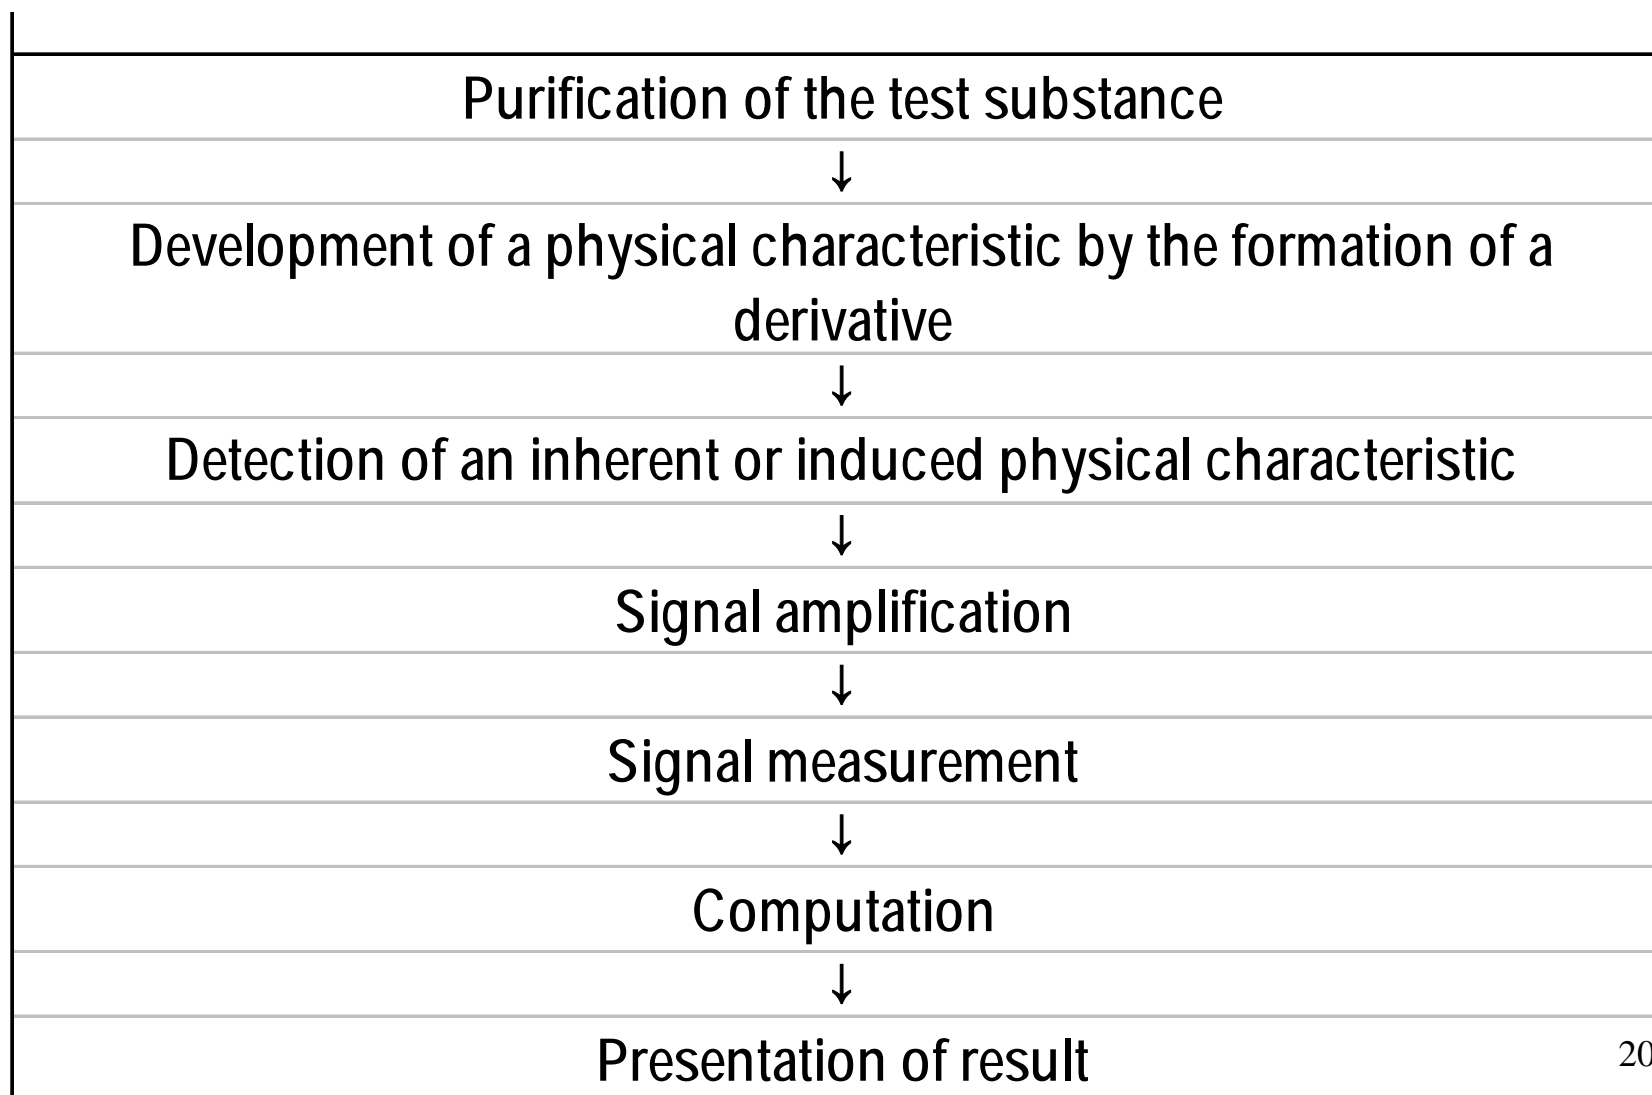 Purification of the test substance
↓
Development of a physical characteristic by the formation of a
derivative
↓
Detection of an inherent or induced physical characteristic
↓
Signal amplification
↓
Signal measurement
↓
Computation
↓
Presentation of result
20